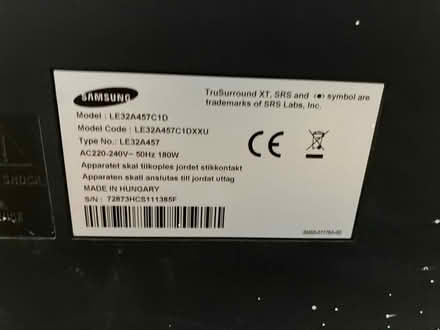 SAMSUNG
TruSurround XT, SRS and symbol are
trademarks of SRS Labs, Inc.
Model : LE32A457C1D
Model Code : LE32A457C1DXXU
Type No.: LE32A457
AC220-240V~ 50Hz 180W
Apparatet skal tilkoples jordet stikkontakt
Apparaten skall anslutas till jordat uttag
MADE IN HUNGARY
S/N : 72873HCS111385F
CE
SHOCK